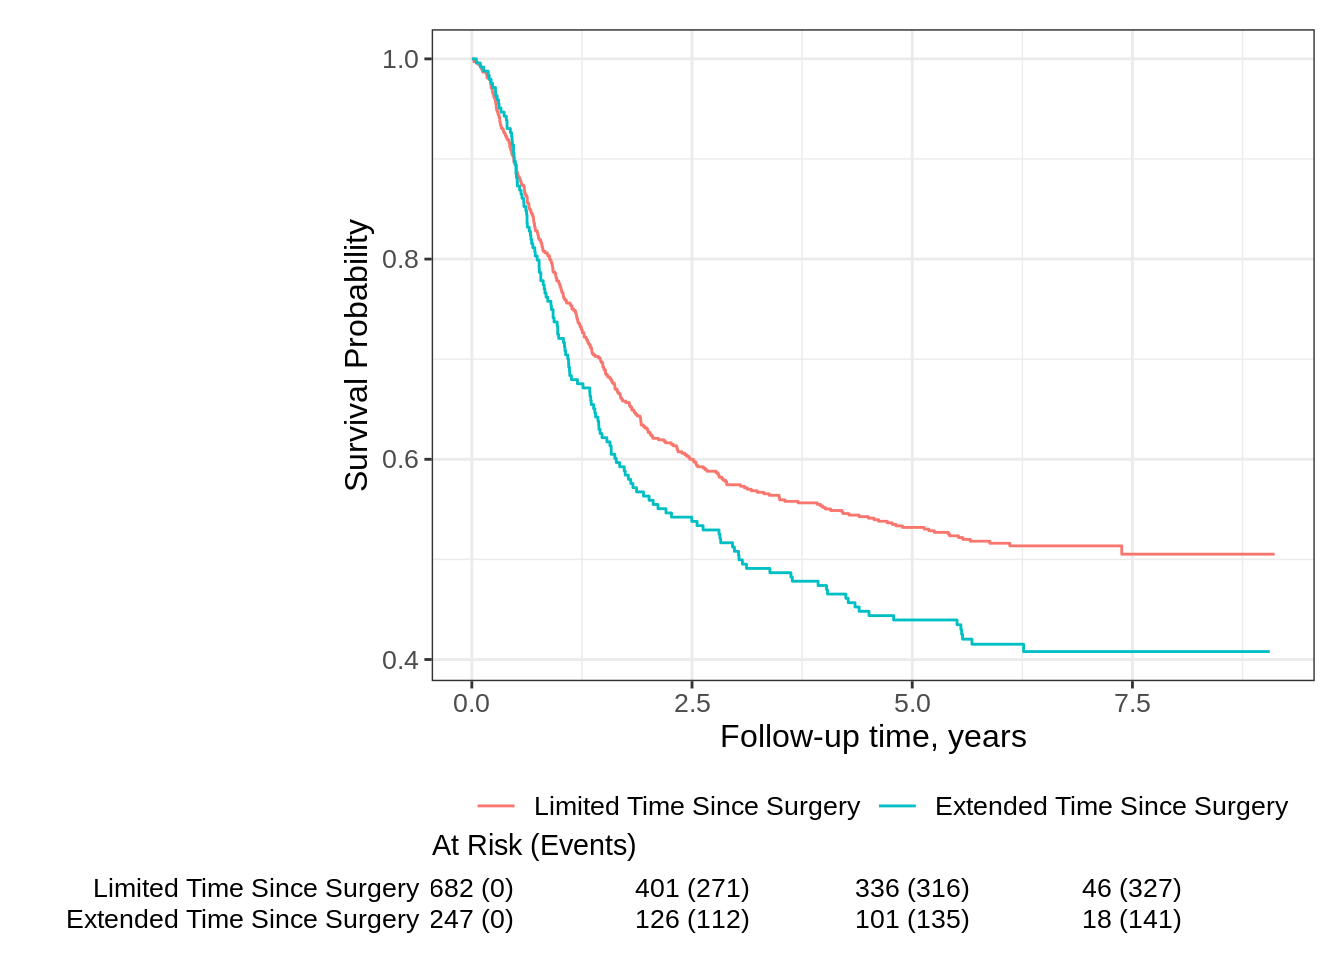 Survival Probability
1.0
0.8
0.6
0.4
0.0 2.5 5.0 7.5
Follow-up time, years
Limited Time Since Surgery Extended Time Since Surgery
At Risk (Events)
Limited Time Since Surgery 682 (0) 401 (271) 336 (316) 46 (327)
Extended Time Since Surgery 247 (0) 126 (112) 101 (135) 18 (141)